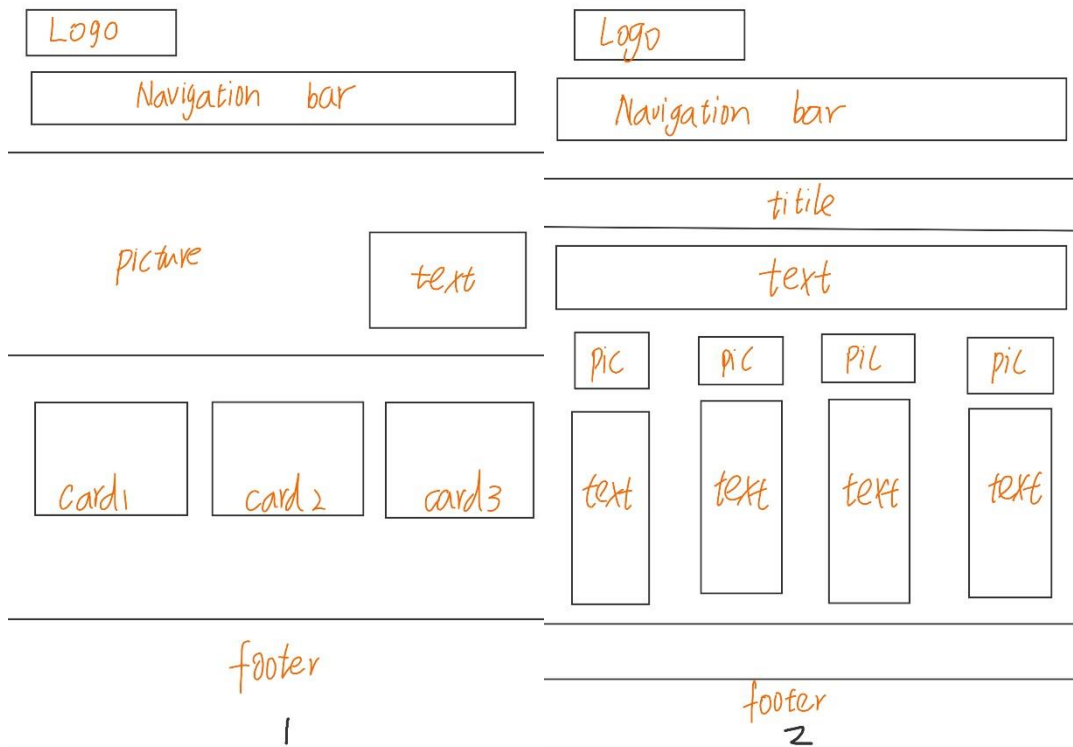 Logo
Navigation bar
picture
text
card1
card2
card3
footer
1
Logo
Navigation bar
titile
text
pic
pic
pic
pic
text
text
text
text
footer
2